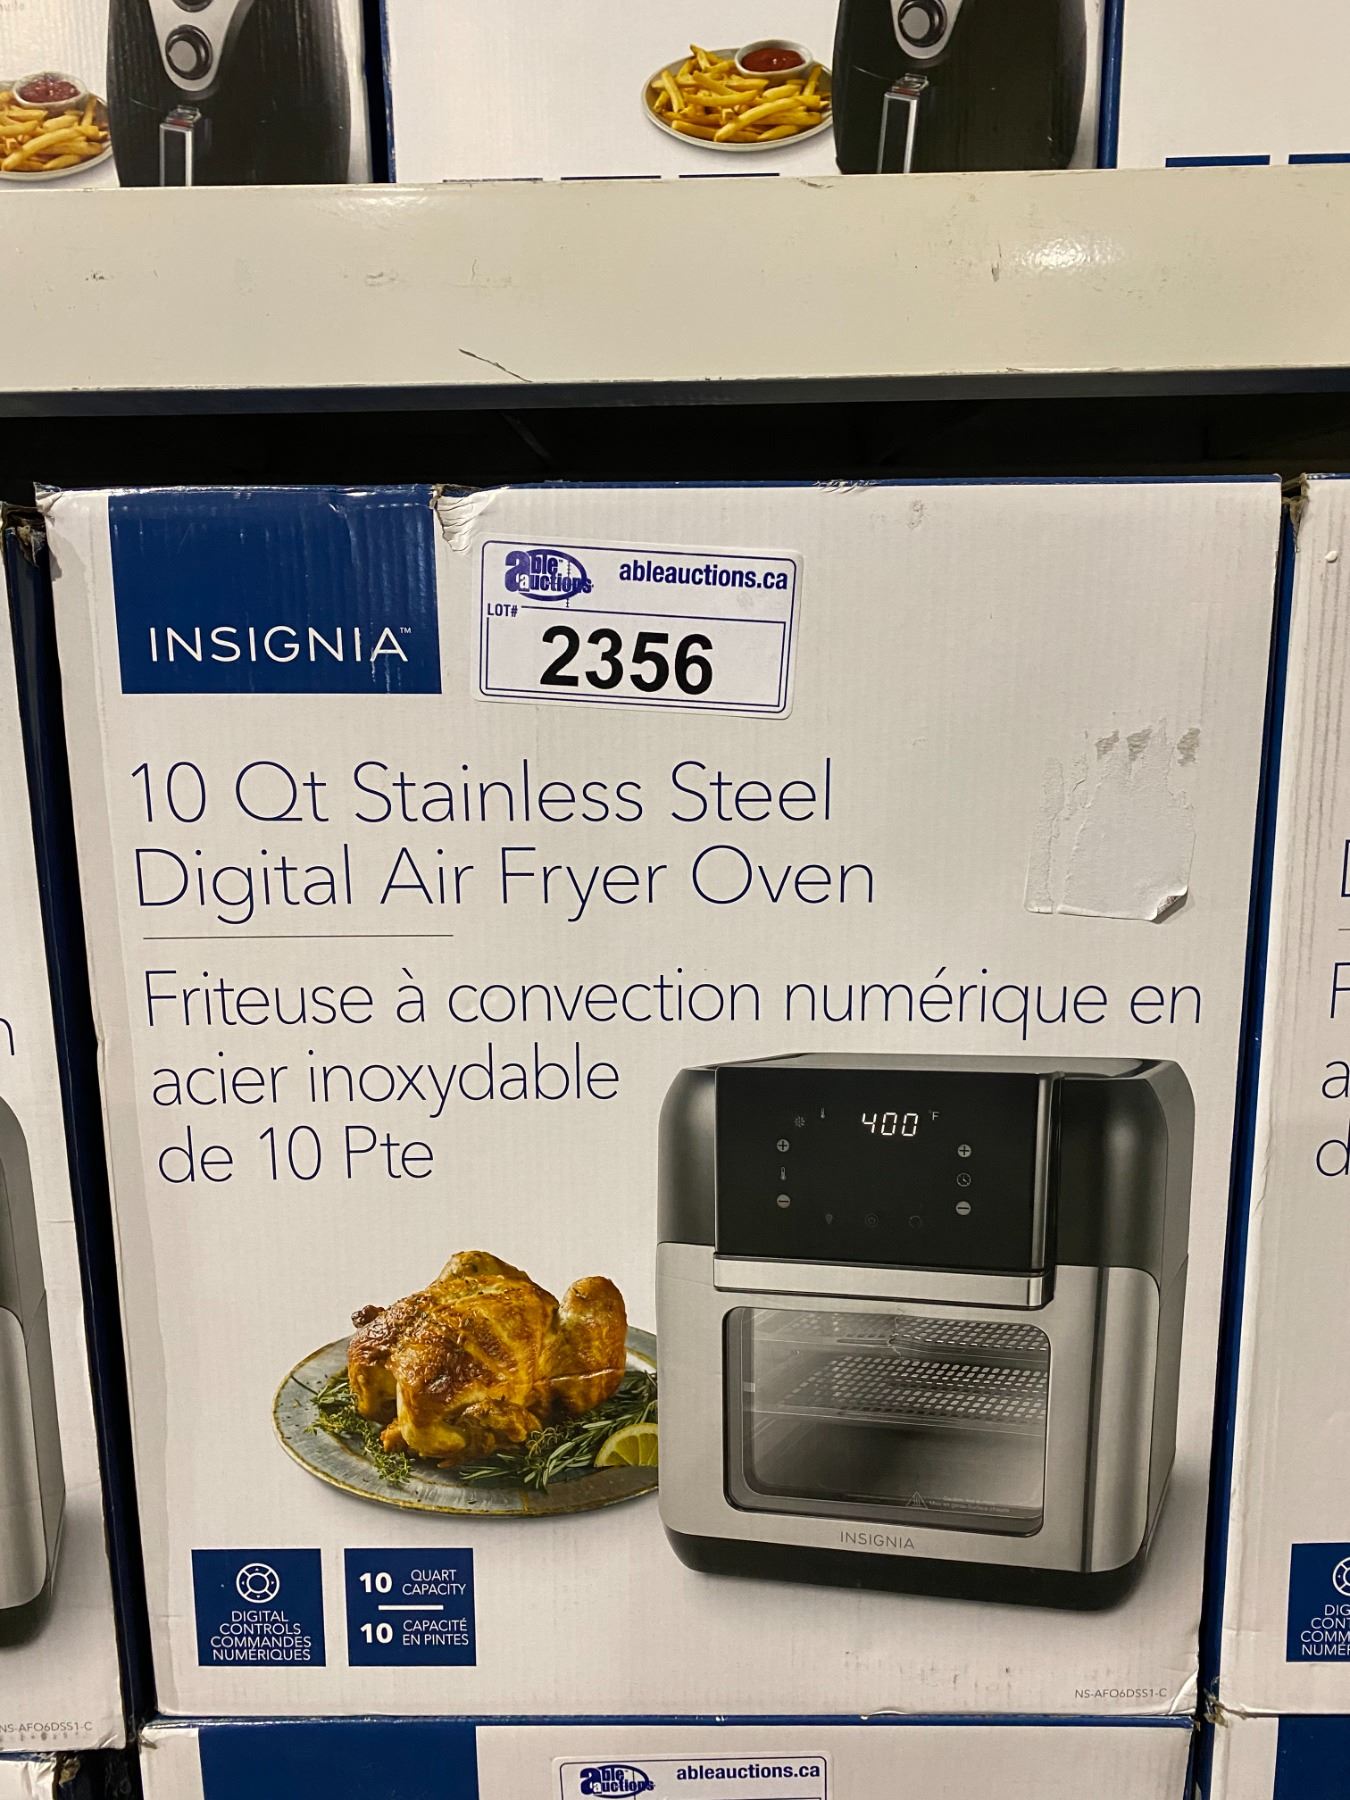 INSIGNIA™
able auctions
ableauctions.ca
LOT#
2356
10 Qt Stainless Steel
Digital Air Fryer Oven
Friteuse à convection numérique en
acier inoxydable
de 10 Pte
400 °F
INSIGNIA
DIGITAL
CONTROLS
COMMANDES
NUMÉRIQUES
10 QUART
CAPACITY
10 CAPACITÉ
EN PINTES
NS-AFO6DSS1-C
NS-AFO6DSS1-C
able auctions
ableauctions.ca